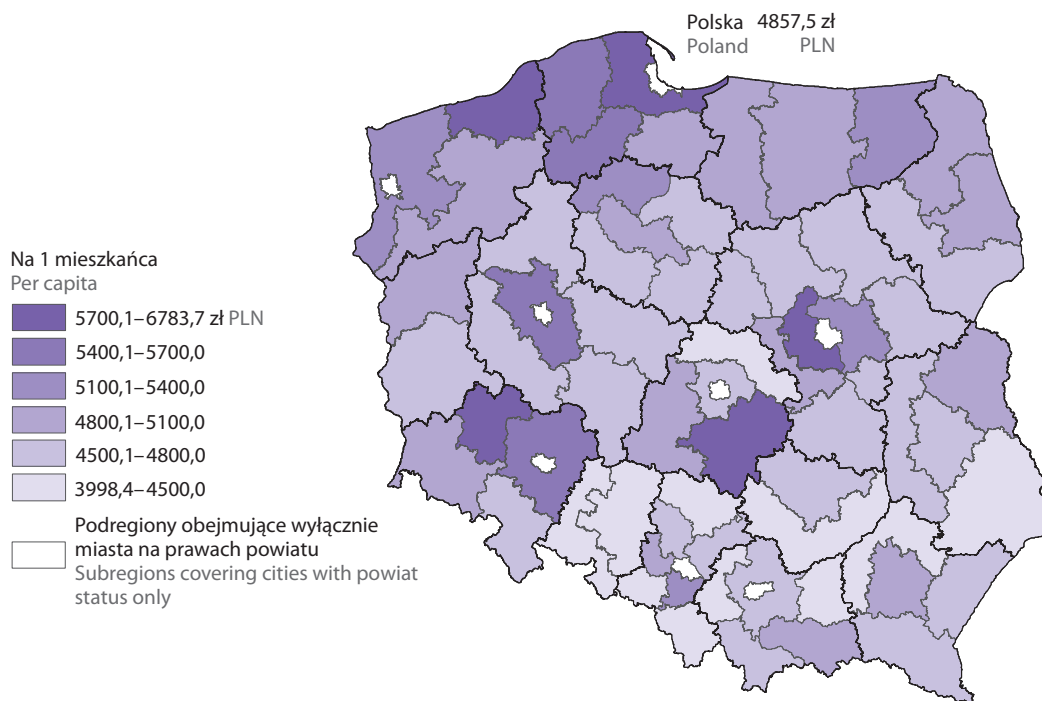 Polska 4857,5 zł
Poland PLN
Na 1 mieszkańca
Per capita
5700,1–6783,7 zł PLN
5400,1–5700,0
5100,1–5400,0
4800,1–5100,0
4500,1–4800,0
3998,4–4500,0
Podregiony obejmujące wyłącznie
miasta na prawach powiatu
Subregions covering cities with powiat
status only